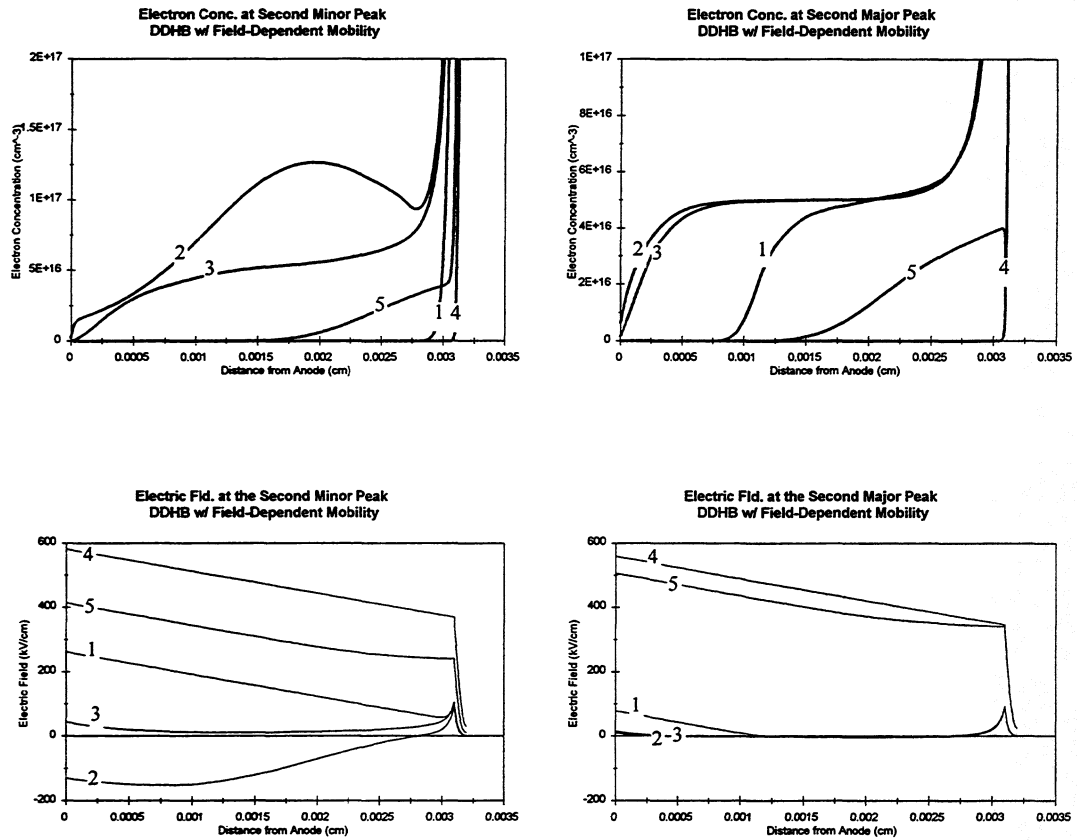 Electron Conc. at Second Minor Peak
DDHB w/ Field-Dependent Mobility
Electron Concentration (cm^-3)
2E+17
1.5E+17
1E+17
5E+16
0
2
3
5
1
4
0
0.0005
0.001
0.0015
0.002
0.0025
0.003
0.0035
Distance from Anode (cm)
Electron Conc. at Second Major Peak
DDHB w/ Field-Dependent Mobility
Electron Concentration (cm^-3)
1E+17
8E+16
6E+16
4E+16
2E+16
0
2
3
1
5
4
0
0.0005
0.001
0.0015
0.002
0.0025
0.003
0.0035
Distance from Anode (cm)
Electric Fld. at the Second Minor Peak
DDHB w/ Field-Dependent Mobility
Electric Field (kV/cm)
600
400
200
0
-200
4
5
1
3
2
0
0.0005
0.001
0.0015
0.002
0.0025
0.003
0.0035
Distance from Anode (cm)
Electric Fld. at the Second Major Peak
DDHB w/ Field-Dependent Mobility
Electric Field (kV/cm)
600
400
200
0
-200
4
5
1
2-3
0
0.0005
0.001
0.0015
0.002
0.0025
0.003
0.0035
Distance from Anode (cm)